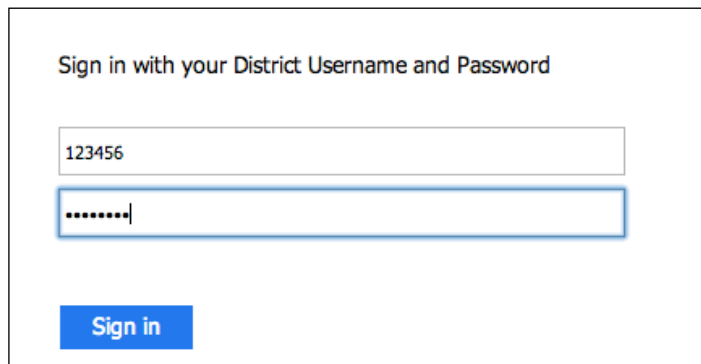 Sign in with your District Username and Password
123456
••••••••
Sign in